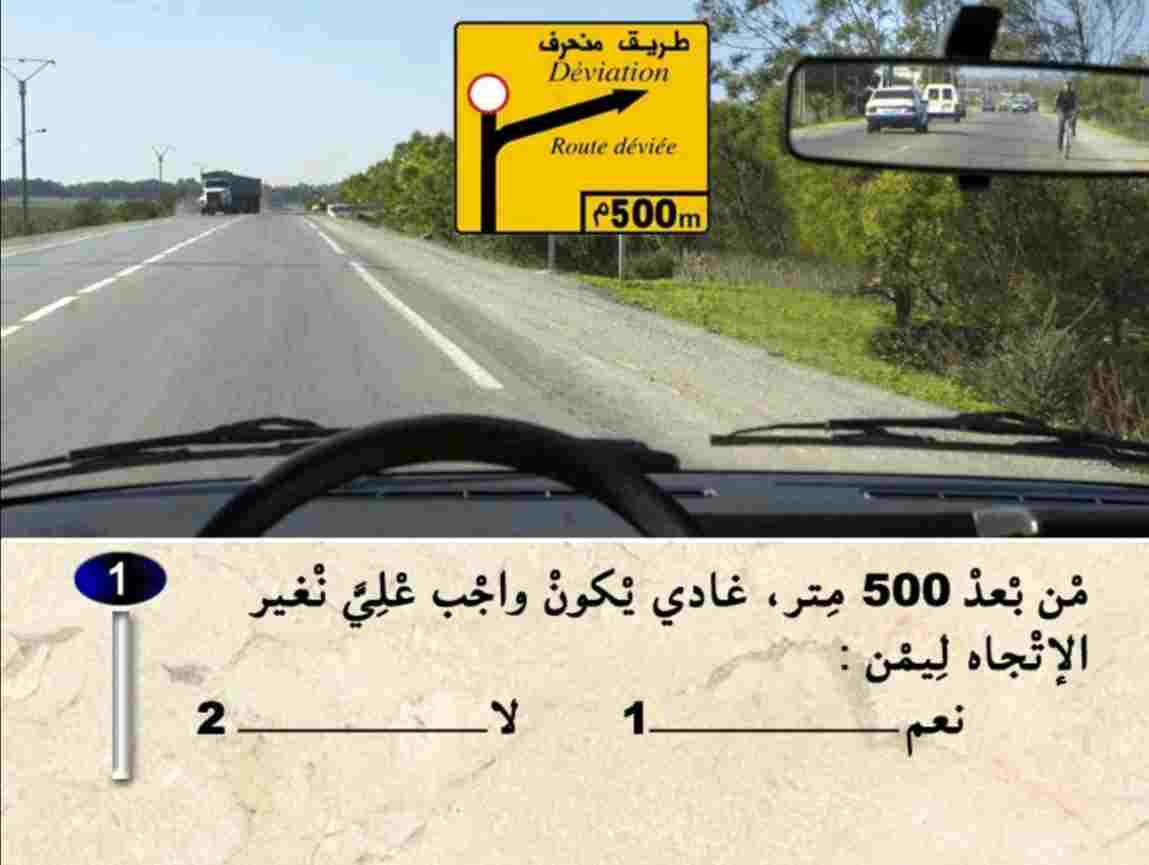 طريق منحرف
Déviation
Route déviée
500m م
1
مْن بْعدْ 500 مِتر، غادي يْكونْ واجْب عْلِيَّ نْغير
الإتْجاه لِيمْن :
نعم 1 لا 2